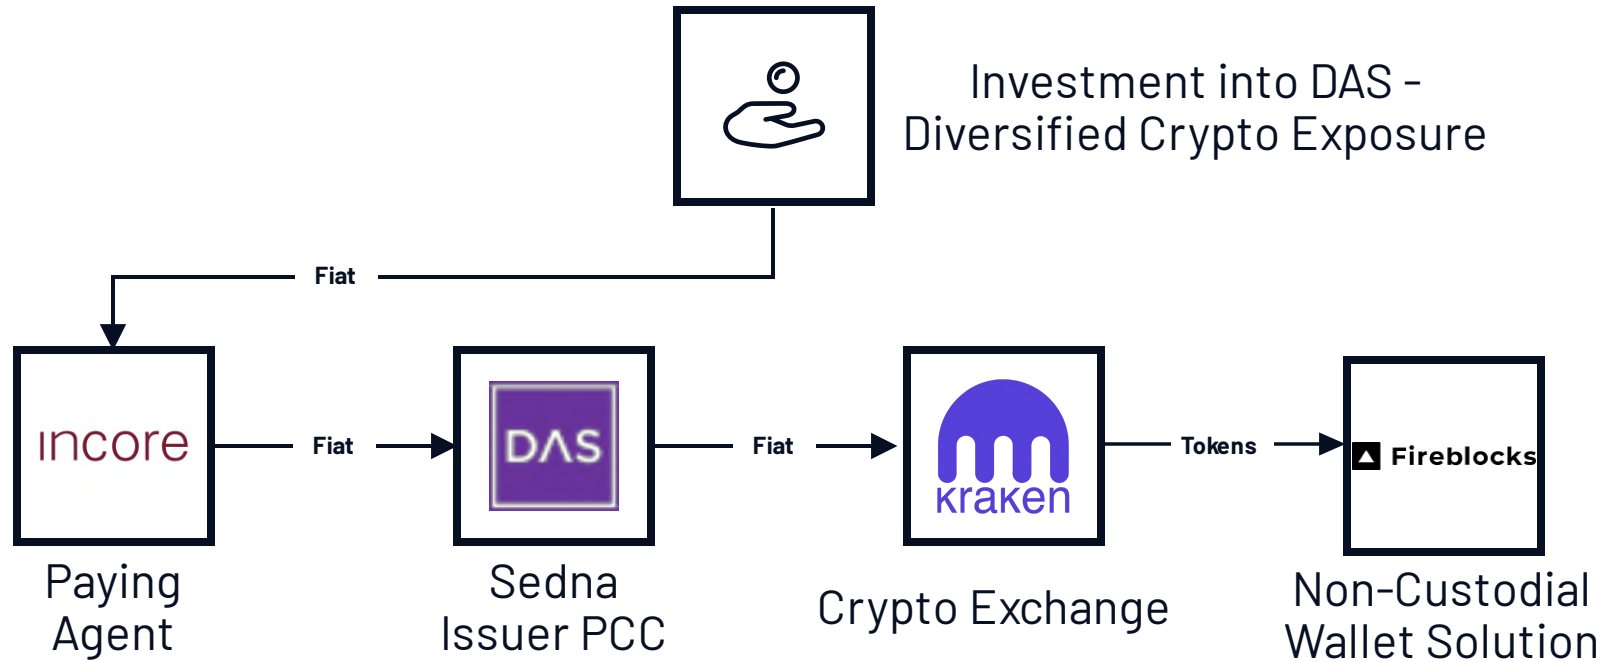 Investment into DAS -
Diversified Crypto Exposure
Fiat
incore
Fiat
DAS
Fiat
kraken
Tokens
Fireblocks
Paying
Agent
Sedna
Issuer PCC
Crypto Exchange
Non-Custodial
Wallet Solution